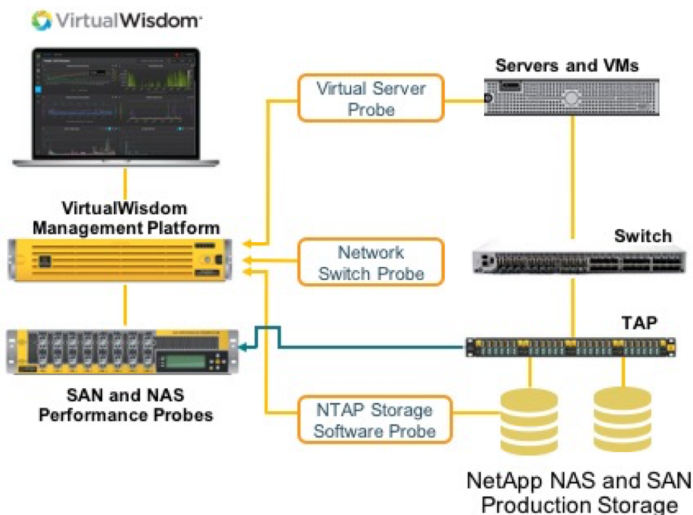 VirtualWisdom
Servers and VMs
Virtual Server
Probe
VirtualWisdom
Management Platform
Network
Switch Probe
Switch
TAP
SAN and NAS
Performance Probes
NTAP Storage
Software Probe
NetApp NAS and SAN
Production Storage